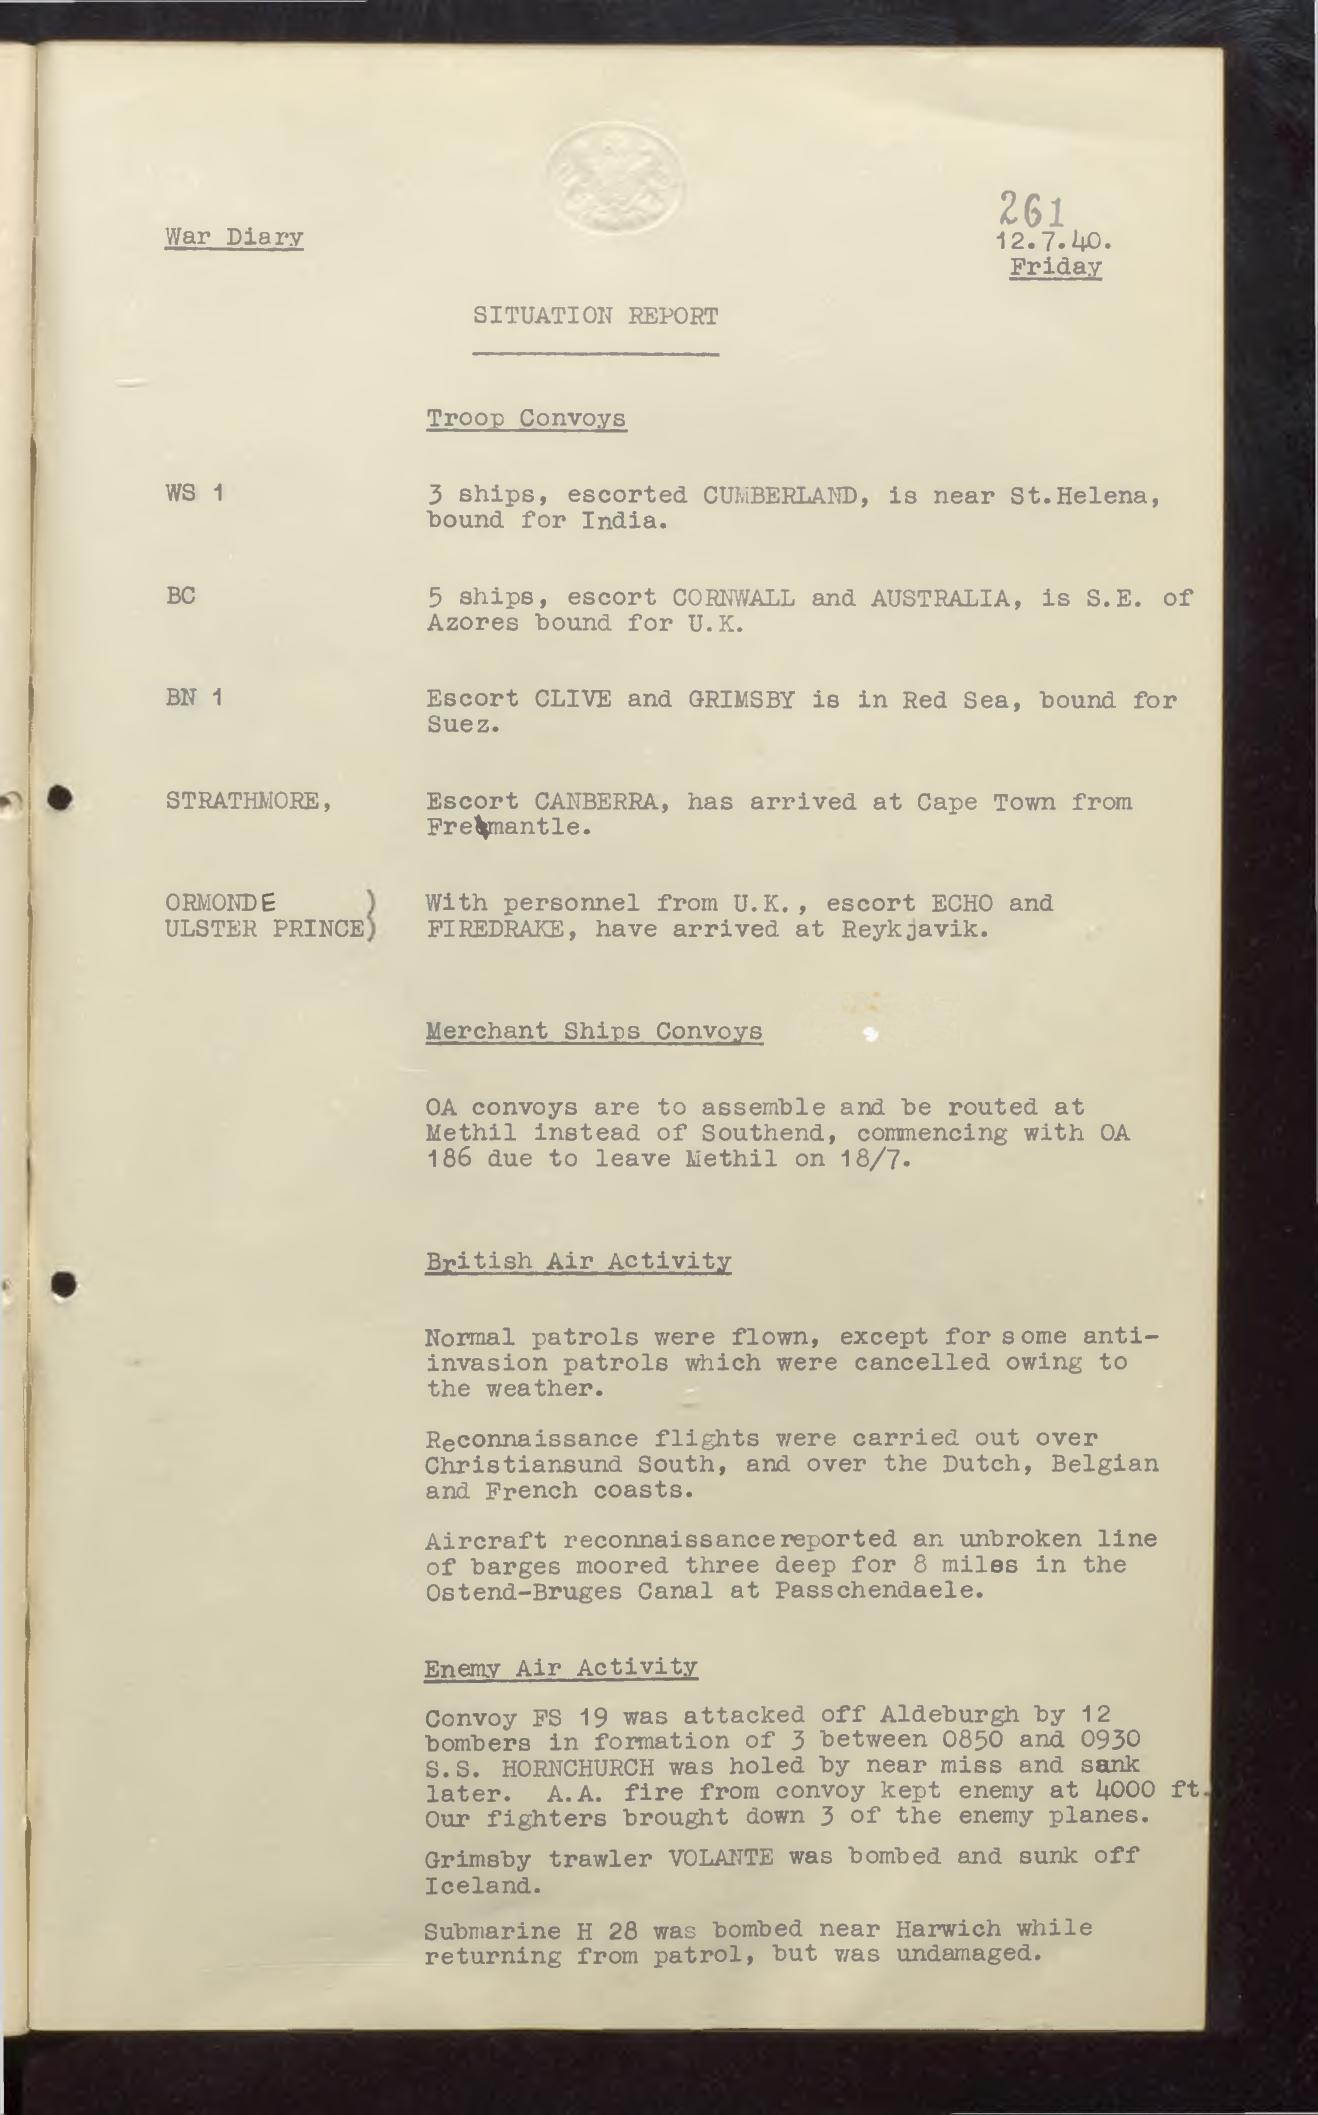 261
War Diary
12.7.40.
Friday
SITUATION REPORT
Troop Convoys
WS 1 3 ships, escorted CUMBERLAND, is near St.Helena,
bound for India.
BC 5 ships, escort CORNWALL and AUSTRALIA, is S.E. of
Azores bound for U.K.
BN 1 Escort CLIVE and GRIMSBY is in Red Sea, bound for
Suez.
STRATHMORE, Escort CANBERRA, has arrived at Cape Town from
Freemantle.
ORMONDE ) With personnel from U.K., escort ECHO and
ULSTER PRINCE) FIREDRAKE, have arrived at Reykjavik.
Merchant Ships Convoys
OA convoys are to assemble and be routed at
Methil instead of Southend, commencing with OA
186 due to leave Methil on 18/7.
British Air Activity
Normal patrols were flown, except for some anti-
invasion patrols which were cancelled owing to
the weather.
Reconnaissance flights were carried out over
Christiansund South, and over the Dutch, Belgian
and French coasts.
Aircraft reconnaissance reported an unbroken line
of barges moored three deep for 8 miles in the
Ostend-Bruges Canal at Passchendaele.
Enemy Air Activity
Convoy FS 19 was attacked off Aldeburgh by 12
bombers in formation of 3 between 0850 and 0930
S.S. HORNCHURCH was holed by near miss and sank
later. A.A. fire from convoy kept enemy at 4000 ft.
Our fighters brought down 3 of the enemy planes.
Grimsby trawler VOLANTE was bombed and sunk off
Iceland.
Submarine H 28 was bombed near Harwich while
returning from patrol, but was undamaged.